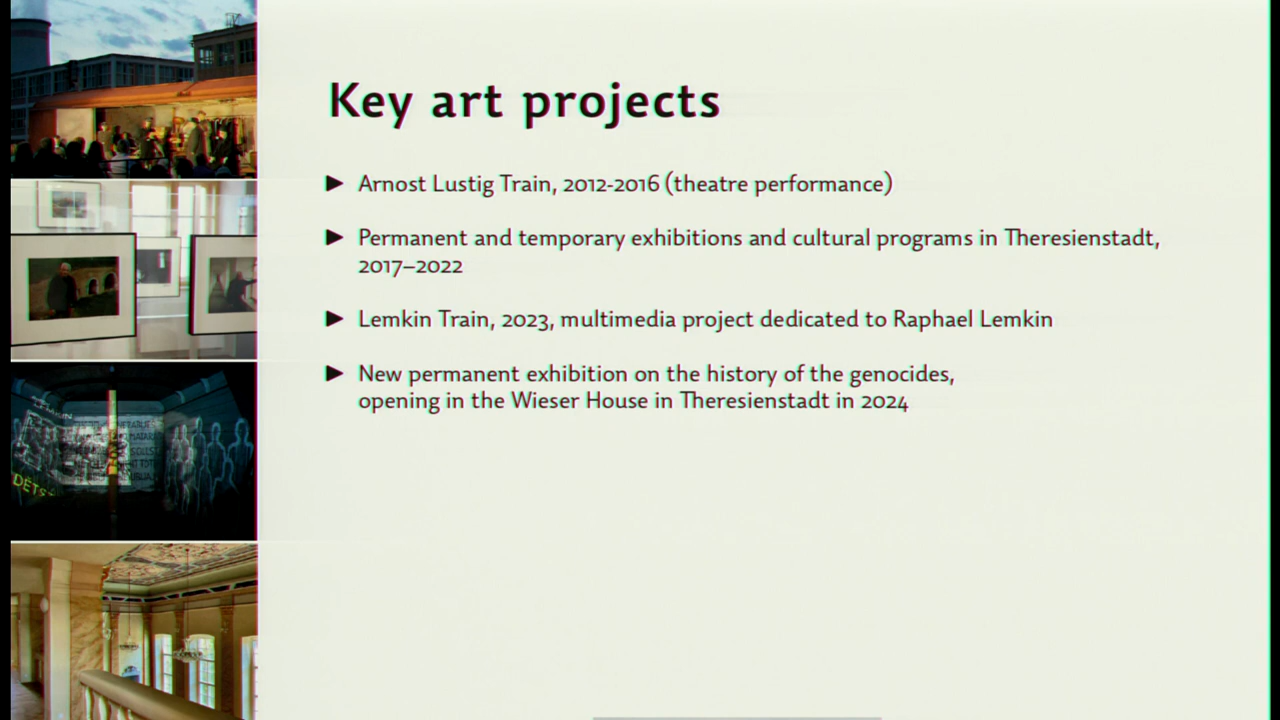 Key art projects
Arnost Lustig Train, 2012-2016 (theatre performance)
Permanent and temporary exhibitions and cultural programs in Theresienstadt,
2017–2022
Lemkin Train, 2023, multimedia project dedicated to Raphael Lemkin
New permanent exhibition on the history of the genocides,
opening in the Wieser House in Theresienstadt in 2024